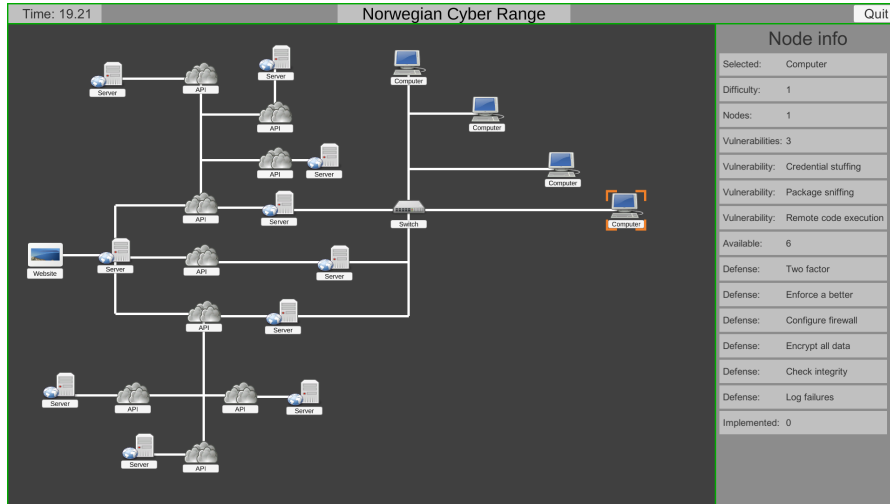 Time: 19.21
Norwegian Cyber Range
Quit
Server
API
Server
API
API
Server
API
Server
Website
Server
API
Server
API
Server
Server
API
API
Server
Server
API
Computer
Computer
Computer
Switch
Computer
Node info
Selected: Computer
Difficulty: 1
Nodes: 1
Vulnerabilities: 3
Vulnerability: Credential stuffing
Vulnerability: Package sniffing
Vulnerability: Remote code execution
Available: 6
Defense: Two factor
Defense: Enforce a better
Defense: Configure firewall
Defense: Encrypt all data
Defense: Check integrity
Defense: Log failures
Implemented: 0